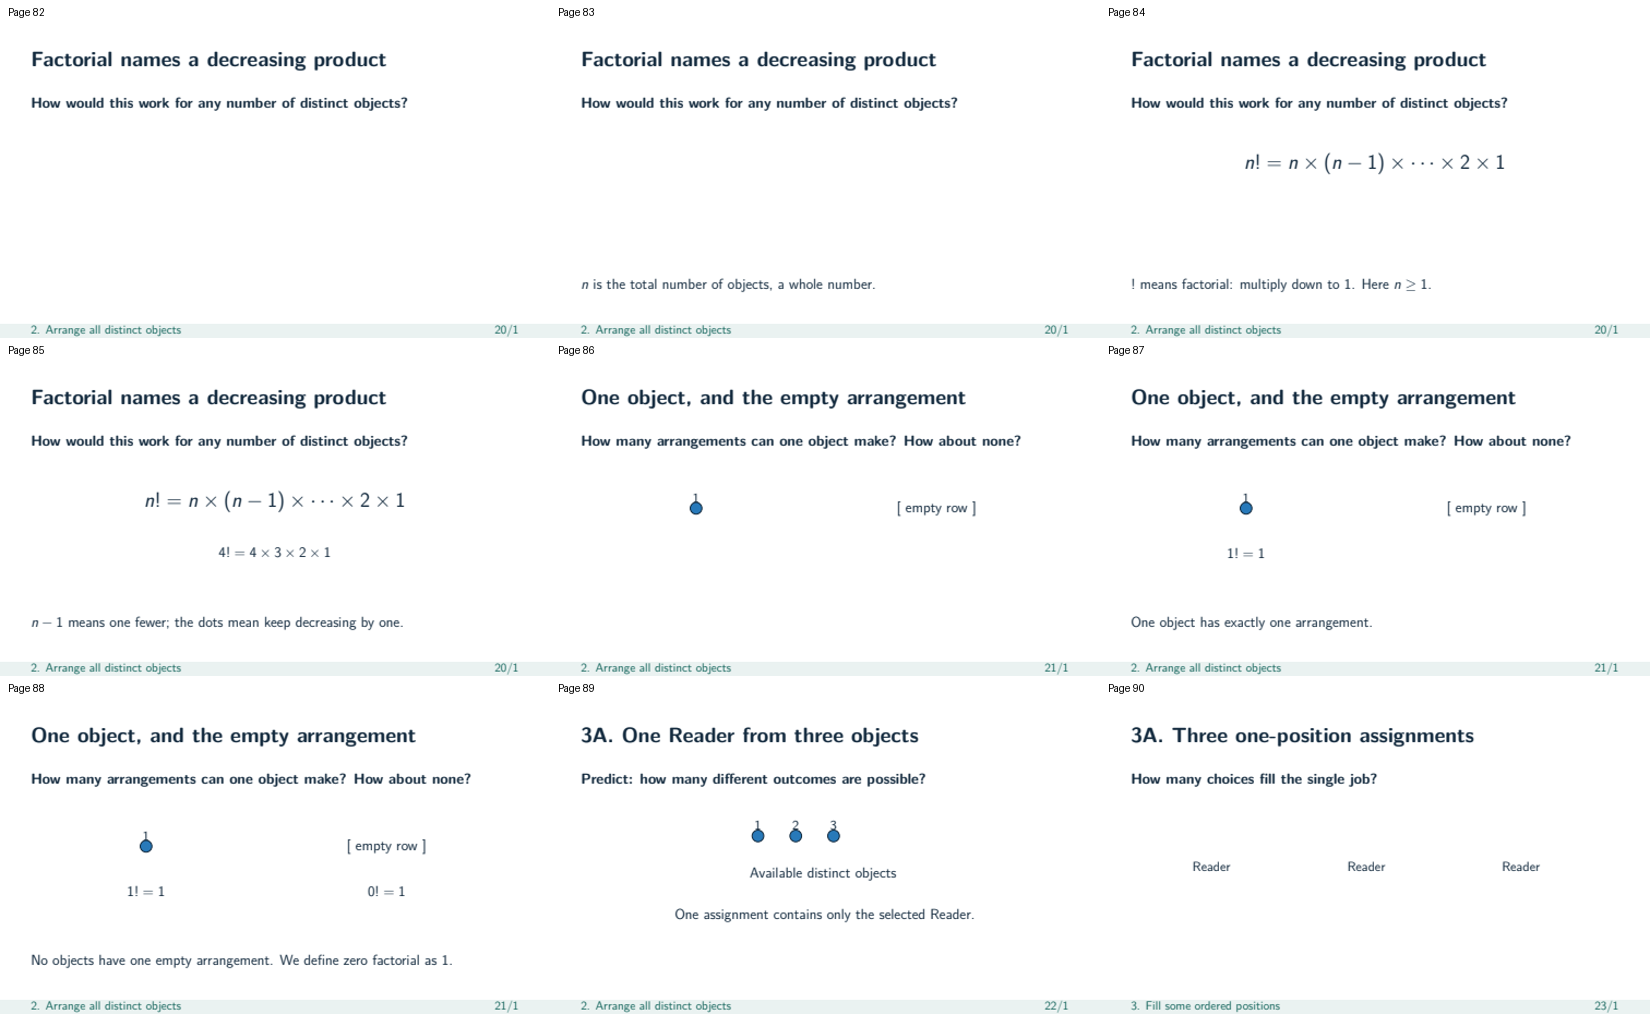 Page 82
Factorial names a decreasing product
How would this work for any number of distinct objects?
2. Arrange all distinct objects
20/1
Page 83
Factorial names a decreasing product
How would this work for any number of distinct objects?
n is the total number of objects, a whole number.
2. Arrange all distinct objects
20/1
Page 84
Factorial names a decreasing product
How would this work for any number of distinct objects?
n! = n × (n − 1) × · · · × 2 × 1
! means factorial: multiply down to 1. Here n ≥ 1.
2. Arrange all distinct objects
20/1
Page 85
Factorial names a decreasing product
How would this work for any number of distinct objects?
n! = n × (n − 1) × · · · × 2 × 1
4! = 4 × 3 × 2 × 1
n − 1 means one fewer; the dots mean keep decreasing by one.
2. Arrange all distinct objects
20/1
Page 86
One object, and the empty arrangement
How many arrangements can one object make? How about none?
1
[ empty row ]
2. Arrange all distinct objects
21/1
Page 87
One object, and the empty arrangement
How many arrangements can one object make? How about none?
1
[ empty row ]
1! = 1
One object has exactly one arrangement.
2. Arrange all distinct objects
21/1
Page 88
One object, and the empty arrangement
How many arrangements can one object make? How about none?
1
[ empty row ]
1! = 1
0! = 1
No objects have one empty arrangement. We define zero factorial as 1.
2. Arrange all distinct objects
21/1
Page 89
3A. One Reader from three objects
Predict: how many different outcomes are possible?
1 2 3
Available distinct objects
One assignment contains only the selected Reader.
2. Arrange all distinct objects
22/1
Page 90
3A. Three one-position assignments
How many choices fill the single job?
Reader Reader Reader
3. Fill some ordered positions
23/1